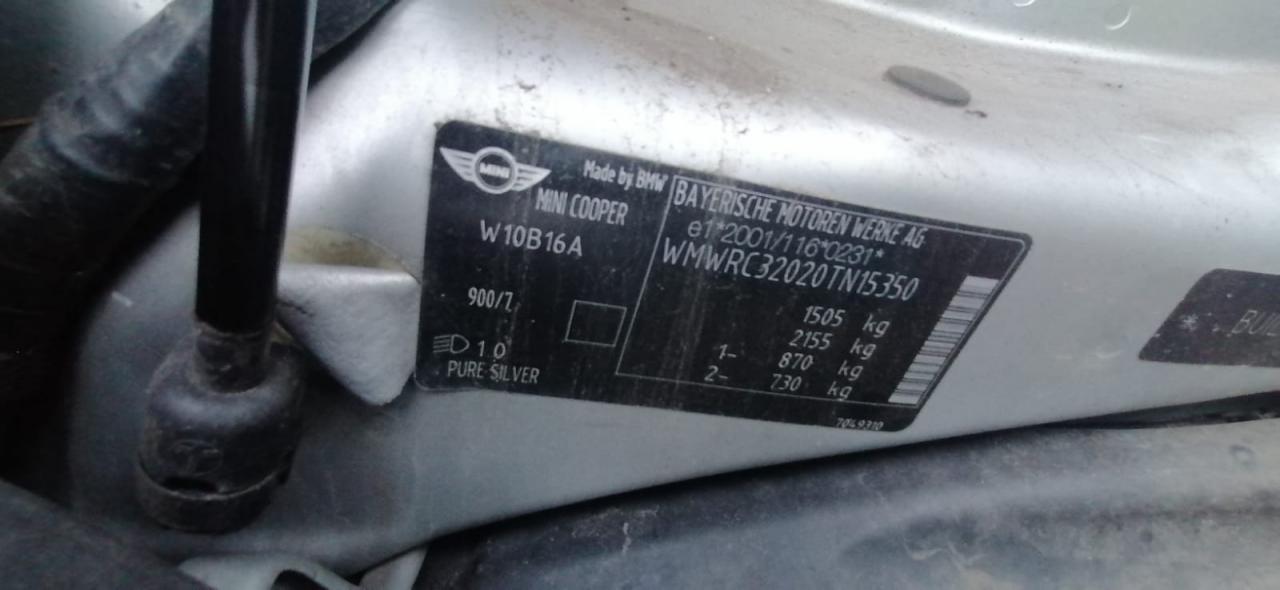 MINI
Made by BMW
MINI COOPER
W10B16A
900/7
1.0
PURE SILVER
BAYERISCHE MOTOREN WERKE AG
e1*2001/116*0231*
WMWRC32020TN15350
1505 kg
2155 kg
1- 870 kg
2- 730 kg
7049310